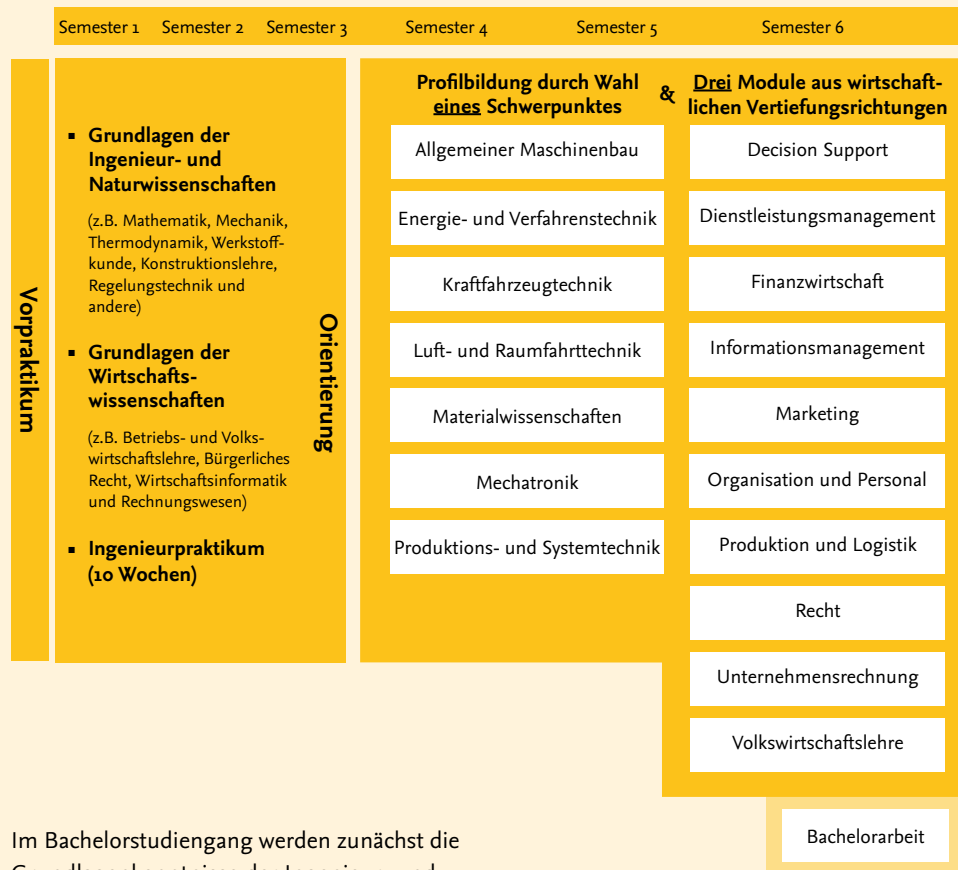 Semester 1 Semester 2 Semester 3 Semester 4 Semester 5 Semester 6
Vorpraktikum
▪ Grundlagen der
Ingenieur- und
Naturwissenschaften
(z.B. Mathematik, Mechanik,
Thermodynamik, Werkstoff-
kunde, Konstruktionslehre,
Regelungstechnik und
andere)
▪ Grundlagen der
Wirtschafts-
wissenschaften
(z.B. Betriebs- und Volks-
wirtschaftslehre, Bürgerliches
Recht, Wirtschaftsinformatik
und Rechnungswesen)
▪ Ingenieurpraktikum
(10 Wochen)
Orientierung
Profilbildung durch Wahl
eines Schwerpunktes
Allgemeiner Maschinenbau
Energie- und Verfahrenstechnik
Kraftfahrzeugtechnik
Luft- und Raumfahrttechnik
Materialwissenschaften
Mechatronik
Produktions- und Systemtechnik
&
Drei Module aus wirtschaft-
lichen Vertiefungsrichtungen
Decision Support
Dienstleistungsmanagement
Finanzwirtschaft
Informationsmanagement
Marketing
Organisation und Personal
Produktion und Logistik
Recht
Unternehmensrechnung
Volkswirtschaftslehre
Bachelorarbeit
Im Bachelorstudiengang werden zunächst die